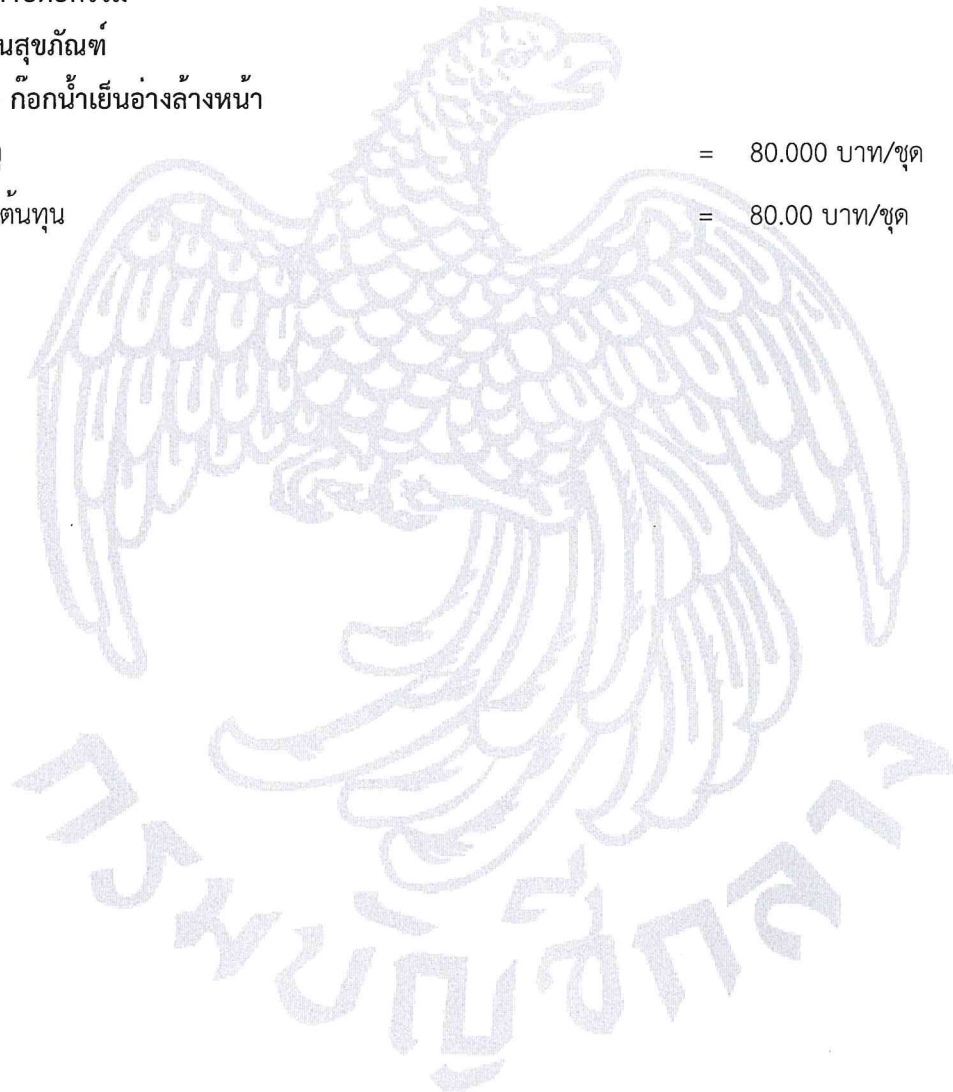 นสุขภัณฑ์
ก๊อกน้ำเย็นอ่างล้างหน้า
= 80.000 บาท/ชุด
ต้นทุน = 80.00 บาท/ชุด
กรมบัญชีกลาง